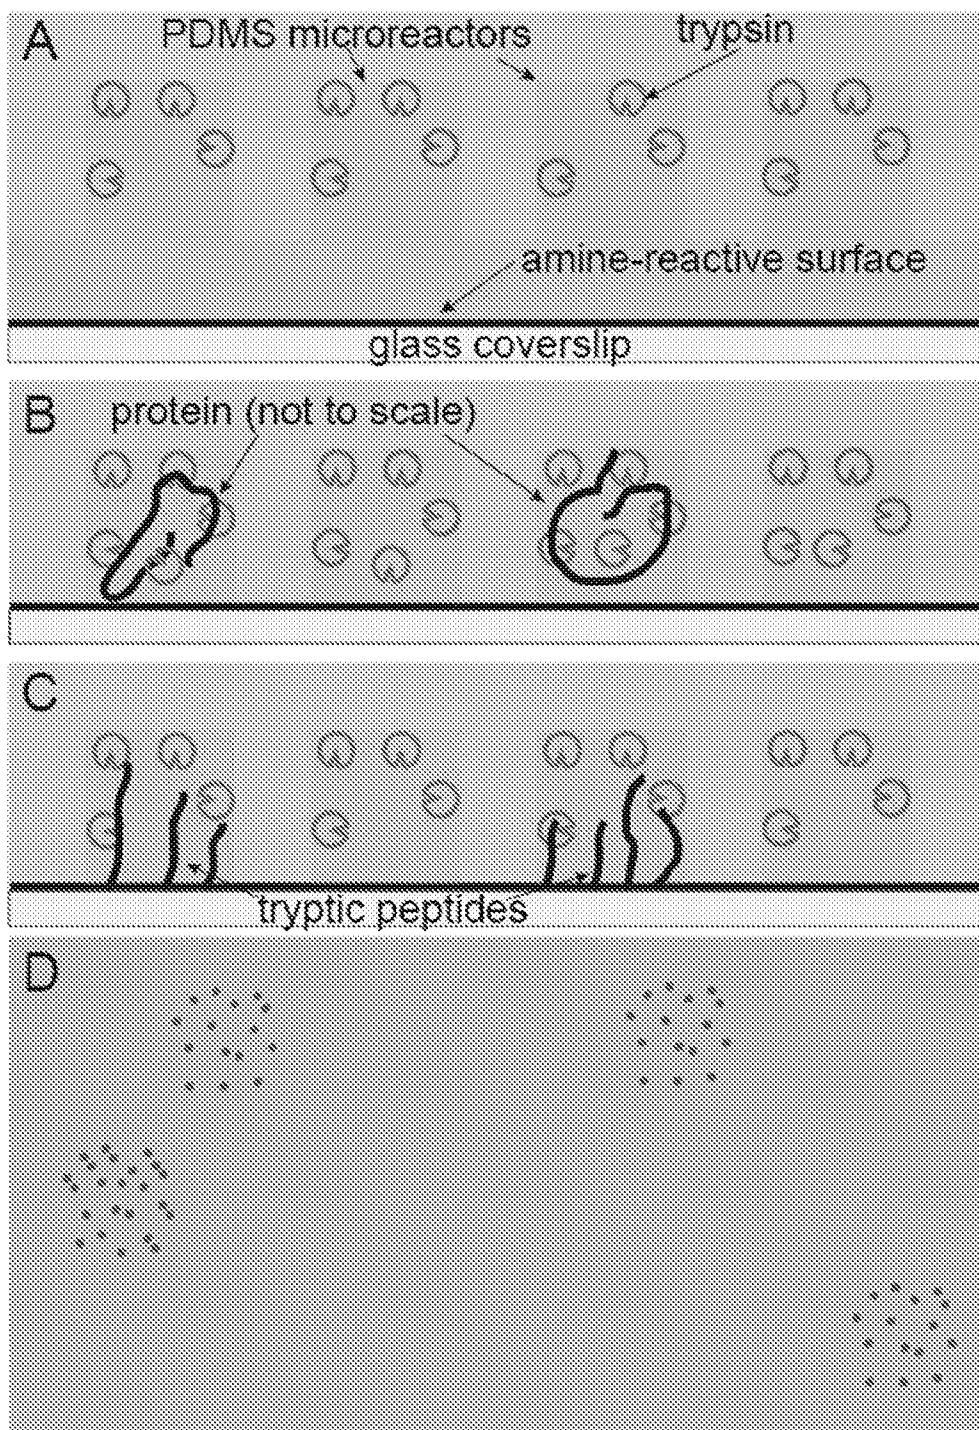 A
PDMS microreactors
trypsin
amine-reactive surface
glass coverslip
B
protein (not to scale)
C
tryptic peptides
D